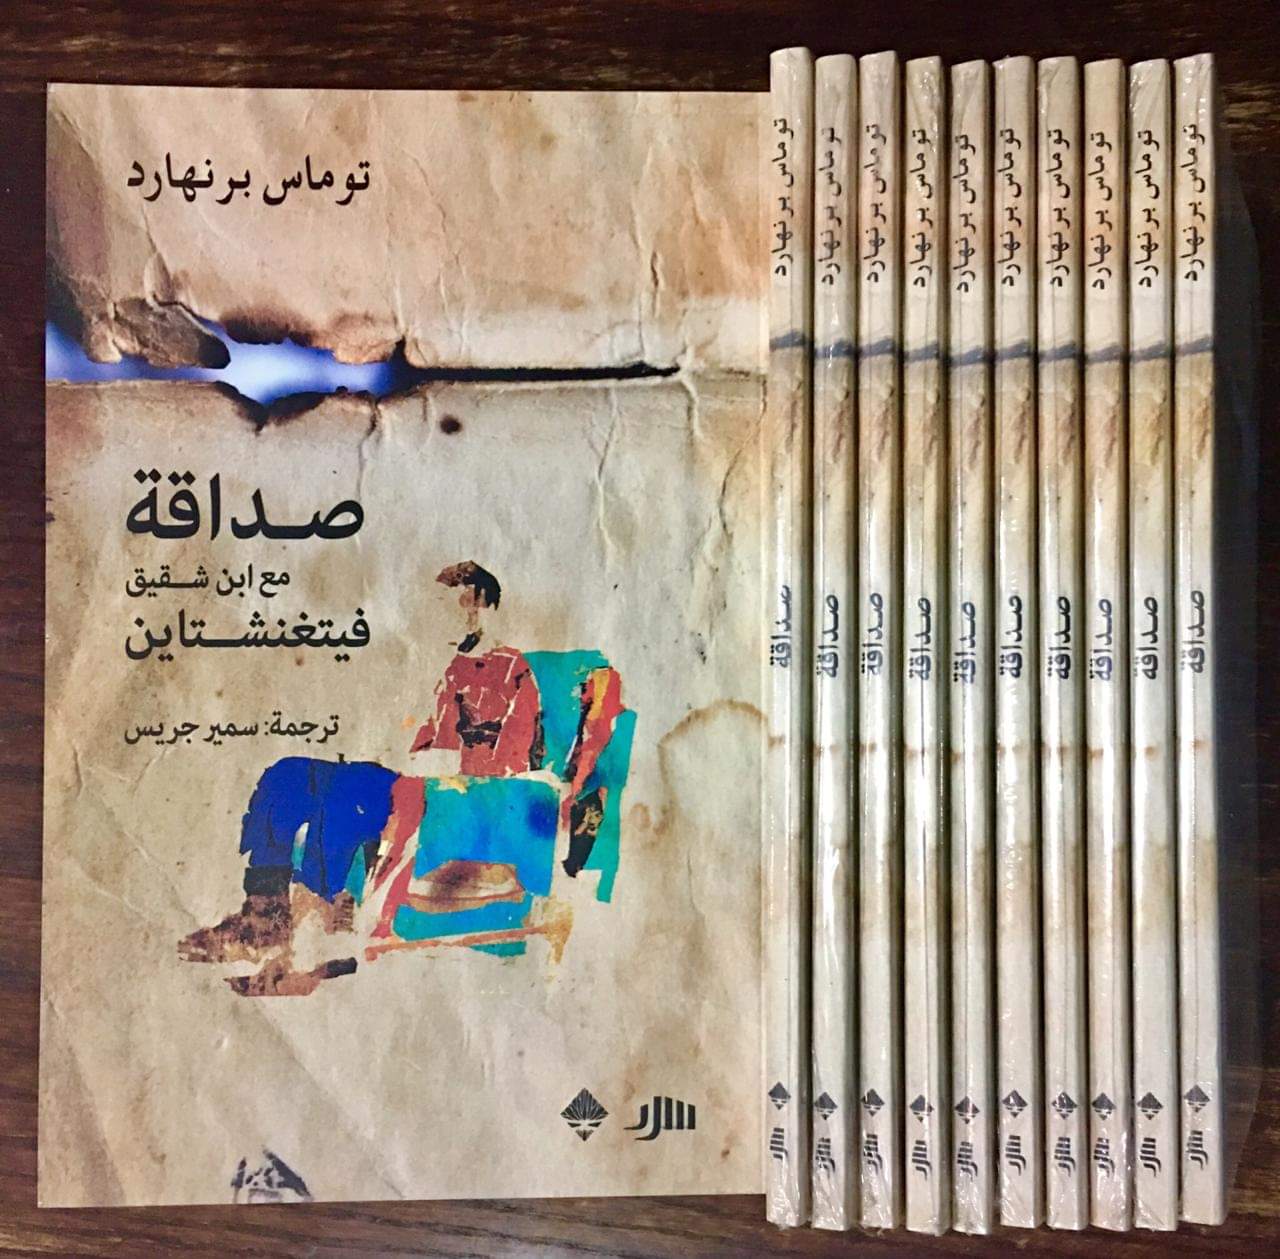 توماس برنهارد
صداقة
مع ابن شقيق
فيتغنشتاين
ترجمة: سمير جريس
سرد
توماس برنهارد
صداقة
سرد
توماس برنهارد
صداقة
سرد
توماس برنهارد
صداقة
سرد
توماس برنهارد
صداقة
سرد
توماس برنهارد
صداقة
سرد
توماس برنهارد
صداقة
سرد
توماس برنهارد
صداقة
سرد
توماس برنهارد
صداقة
سرد
توماس برنهارد
صداقة
سرد
توماس برنهارد
صداقة
سرد